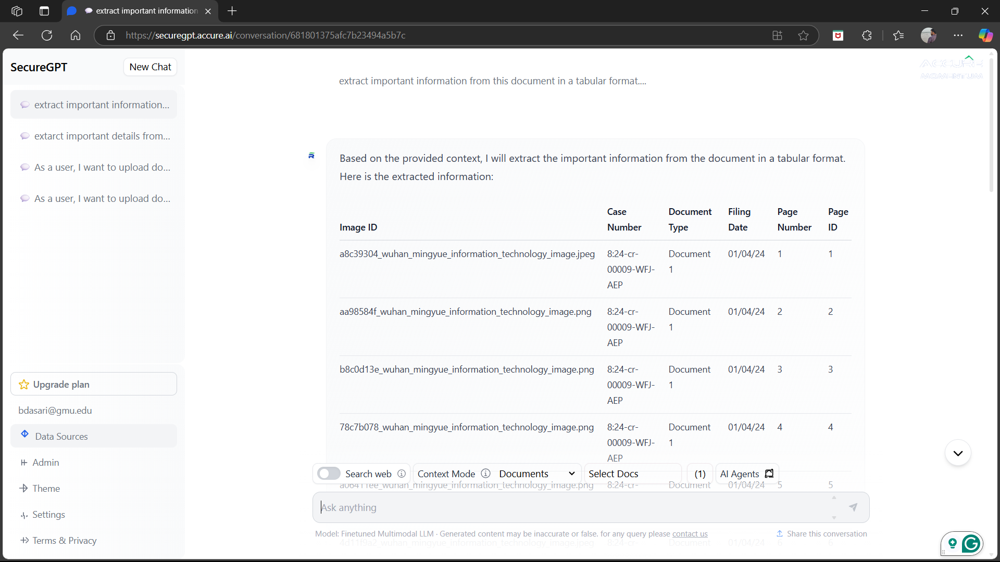 extract important information
https://securegpt.accure.ai/conversation/681801375afc7b23494a5b7c
SecureGPT
New Chat
extract important information...
extarct important details from...
As a user, I want to upload do...
As a user, I want to upload do...
Upgrade plan
bdasari@gmu.edu
Data Sources
Admin
Theme
Settings
Terms & Privacy
ACCURE
MOMENTUM
extract important information from this document in a tabular format....
Based on the provided context, I will extract the important information from the document in a tabular format.
Here is the extracted information:
Image ID Case Number Document Type Filing Date Page Number Page ID
a8c39304_wuhan_mingyue_information_technology_image.jpeg 8:24-cr- Document 01/04/24 1 1
00009-WFJ- 1
AEP
aa98584f_wuhan_mingyue_information_technology_image.png 8:24-cr- Document 01/04/24 2 2
00009-WFJ- 1
AEP
b8c0d13e_wuhan_mingyue_information_technology_image.png 8:24-cr- Document 01/04/24 3 3
00009-WFJ- 1
AEP
78c7b078_wuhan_mingyue_information_technology_image.png 8:24-cr- Document 01/04/24 4 4
00009-WFJ- 1
AEP
Search web Context Mode Documents Select Docs (1) AI Agents
a06411ee_wuhan_mingyue_information_technology_image.png 8:24-cr- Document 01/04/24 5 5
Ask anything
Model: Finetuned Multimodal LLM · Generated content may be inaccurate or false. for any query please contact us
Share this conversation
4d11f9a2_wuhan_mingyue_information_technology_image.jpeg 8:24-cr- Document 01/04/24 6 6